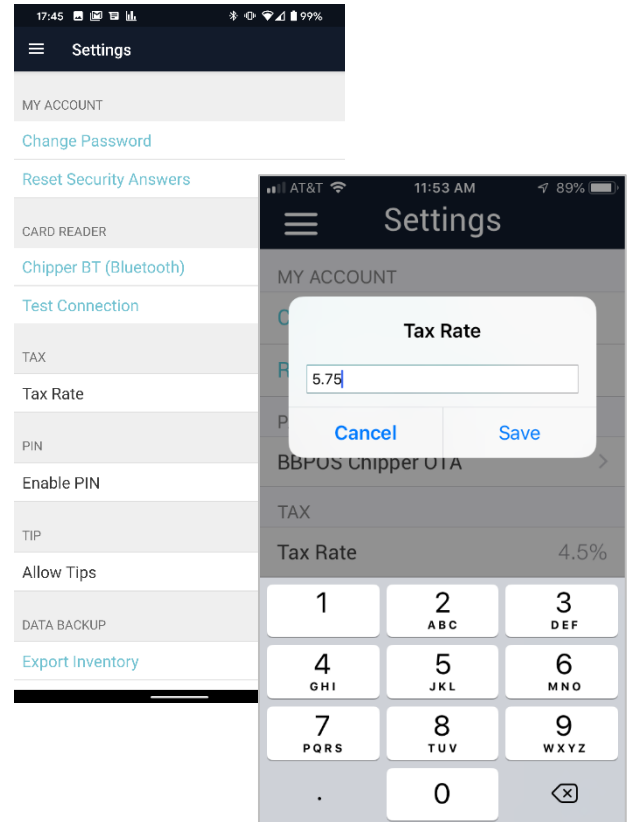 17:45 99%
Settings
MY ACCOUNT
Change Password
Reset Security Answers
CARD READER
Chipper BT (Bluetooth)
Test Connection
TAX
Tax Rate
PIN
Enable PIN
TIP
Allow Tips
DATA BACKUP
Export Inventory
AT&T 11:53 AM 89%
Settings
MY ACCOUNT
C
Tax Rate
R
5.75
P
Cancel Save
BBPOS Chipper OTA
TAX
Tax Rate 4.5%
1 2 3
ABC DEF
4 5 6
GHI JKL MNO
7 8 9
PQRS TUV WXYZ
. 0